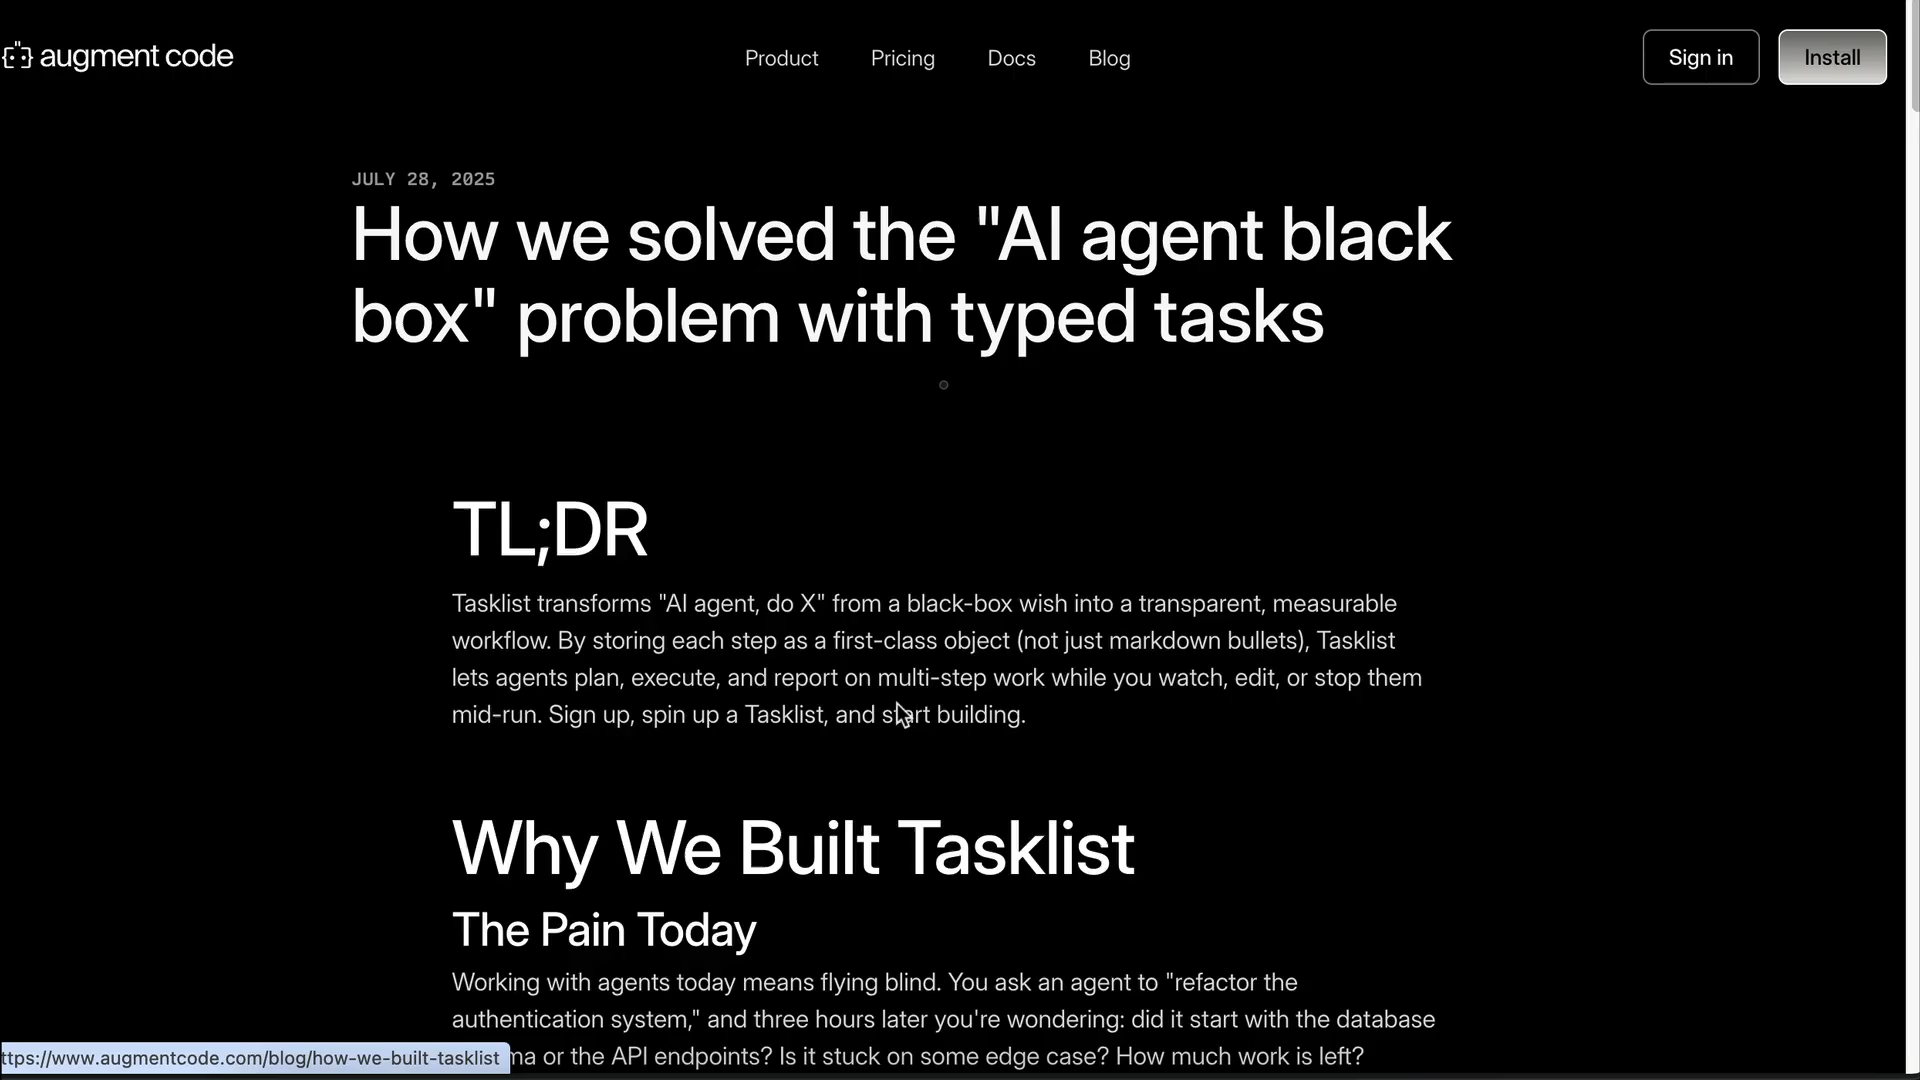 augment code
Product
Pricing
Docs
Blog
Sign in
Install
JULY 28, 2025
How we solved the "AI agent black
box" problem with typed tasks
TL;DR
Tasklist transforms "AI agent, do X" from a black-box wish into a transparent, measurable
workflow. By storing each step as a first-class object (not just markdown bullets), Tasklist
lets agents plan, execute, and report on multi-step work while you watch, edit, or stop them
mid-run. Sign up, spin up a Tasklist, and start building.
Why We Built Tasklist
The Pain Today
Working with agents today means flying blind. You ask an agent to "refactor the
authentication system," and three hours later you're wondering: did it start with the database
ma or the API endpoints? Is it stuck on some edge case? How much work is left?
ttps://www.augmentcode.com/blog/how-we-built-tasklist